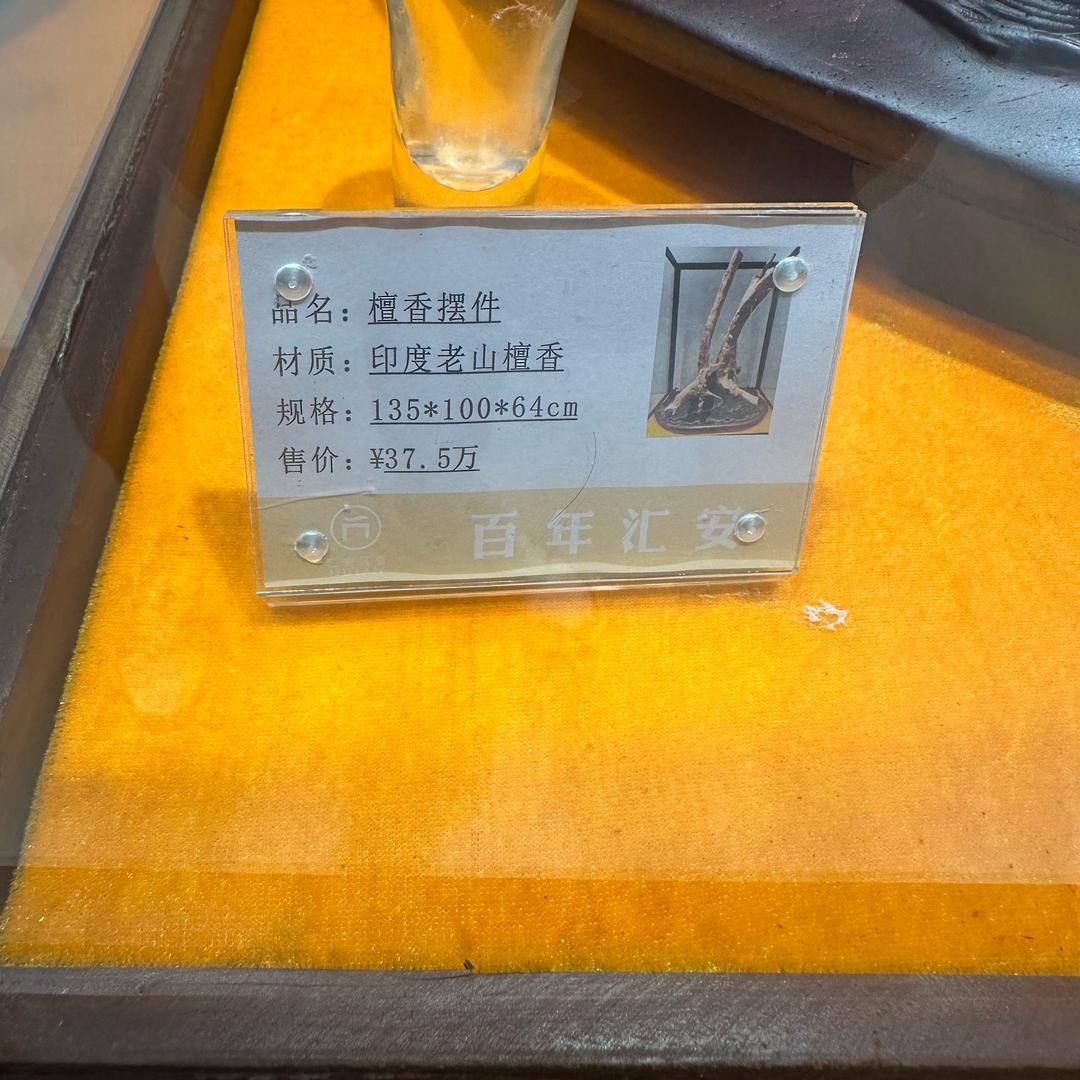 品名：檀香摆件
材质：印度老山檀香
规格：135*100*64cm
售价：¥37.5万
百年汇安